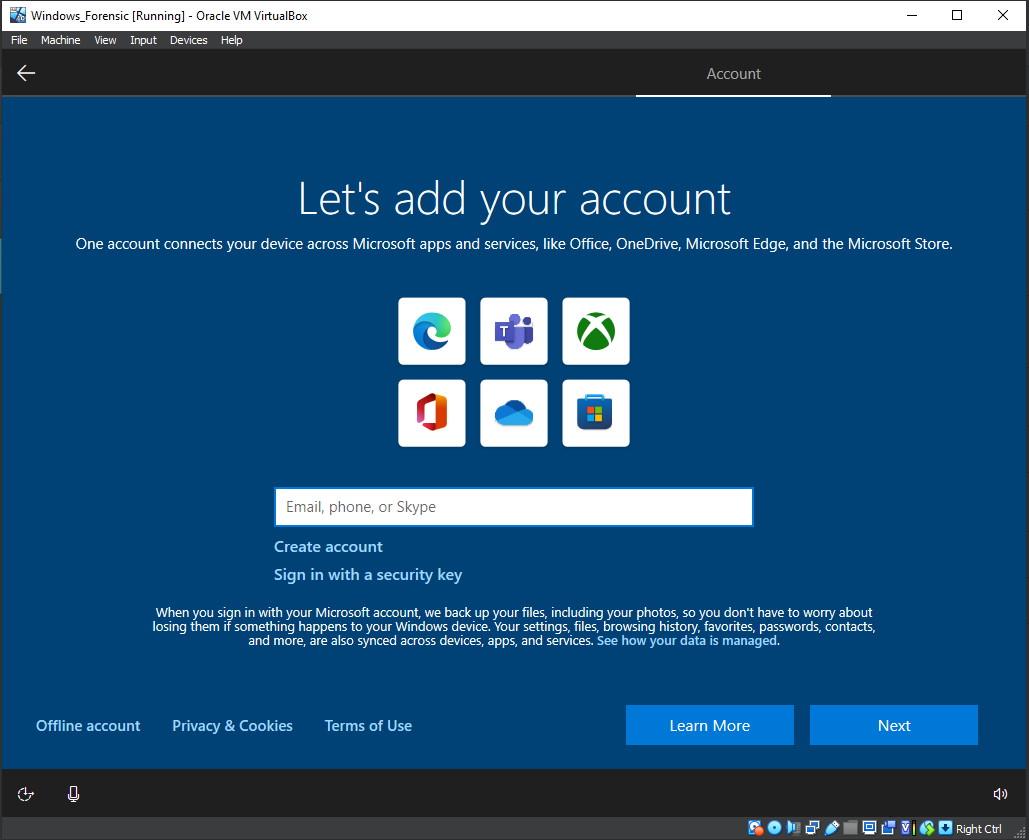 Windows_Forensic [Running] - Oracle VM VirtualBox
File Machine View Input Devices Help
Account
Let's add your account
One account connects your device across Microsoft apps and services, like Office, OneDrive, Microsoft Edge, and the Microsoft Store.
T
Email, phone, or Skype
Create account
Sign in with a security key
When you sign in with your Microsoft account, we back up your files, including your photos, so you don't have to worry about
losing them if something happens to your Windows device. Your settings, files, browsing history, favorites, passwords, contacts,
and more, are also synced across devices, apps, and services. See how your data is managed.
Offline account Privacy & Cookies Terms of Use Learn More Next
Right Ctrl